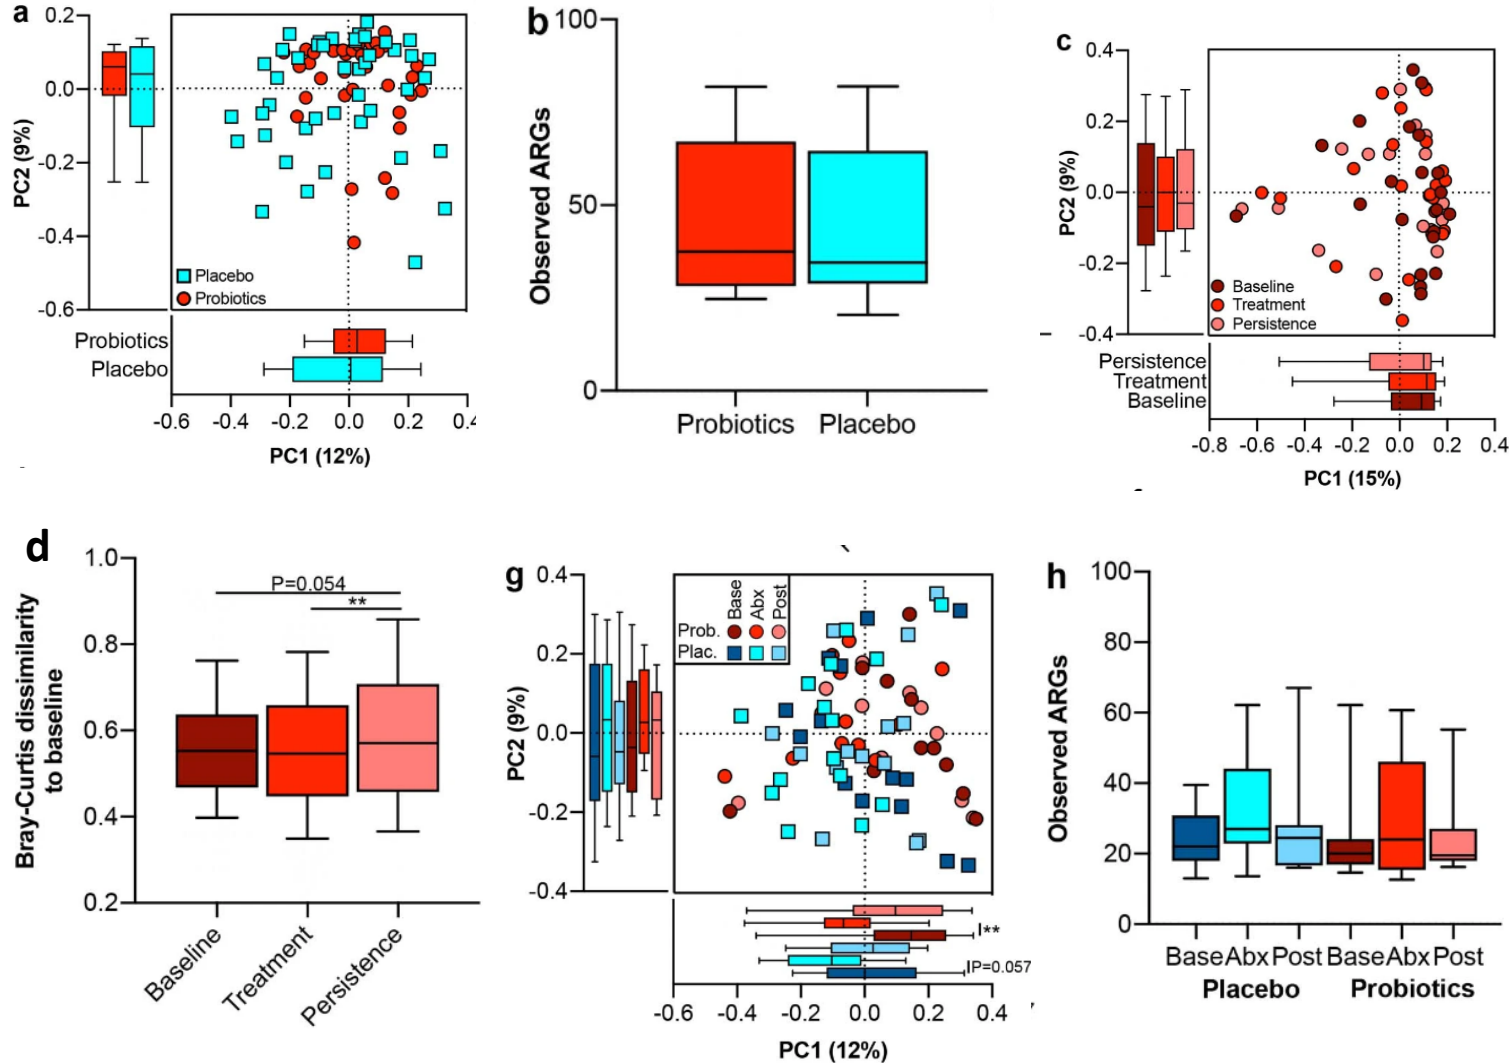 a
PC2 (9%)
0.2
0.0
-0.2
-0.4
-0.6
Placebo
Probiotics
Probiotics
Placebo
-0.6 -0.4 -0.2 0.0 0.2 0.4
PC1 (12%)
b
Observed ARGs
100
50
0
Probiotics Placebo
c
PC2 (9%)
0.4
0.2
0.0
-0.2
-0.4
Baseline
Treatment
Persistence
Persistence
Treatment
Baseline
-0.8 -0.6 -0.4 -0.2 0.0 0.2 0.4
PC1 (15%)
d
Bray-Curtis dissimilarity
to baseline
1.0
0.8
0.6
0.4
0.2
P=0.054
**
Baseline
Treatment
Persistence
g
PC2 (9%)
0.4
0.2
0.0
-0.2
-0.4
Base Abx Post
Prob.
Plac.
**
P=0.057
-0.6 -0.4 -0.2 0.0 0.2 0.4
PC1 (12%)
h
Observed ARGs
100
80
60
40
20
0
Base Abx Post Base Abx Post
Placebo Probiotics